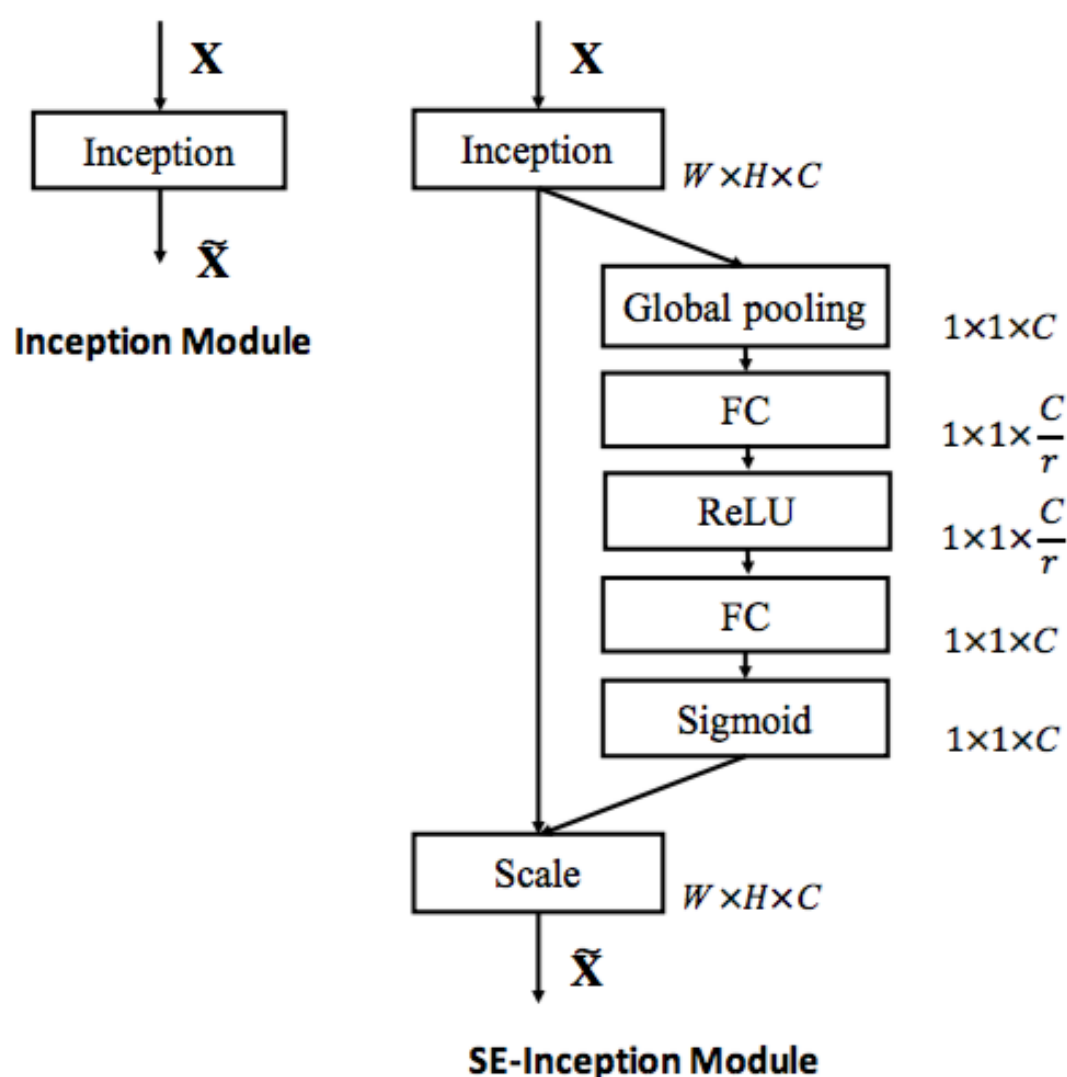 X
Inception
X̃
Inception Module
X
Inception
W×H×C
Global pooling
1×1×C
FC
1×1×C/r
ReLU
1×1×C/r
FC
1×1×C
Sigmoid
1×1×C
Scale
W×H×C
X̃
SE-Inception Module